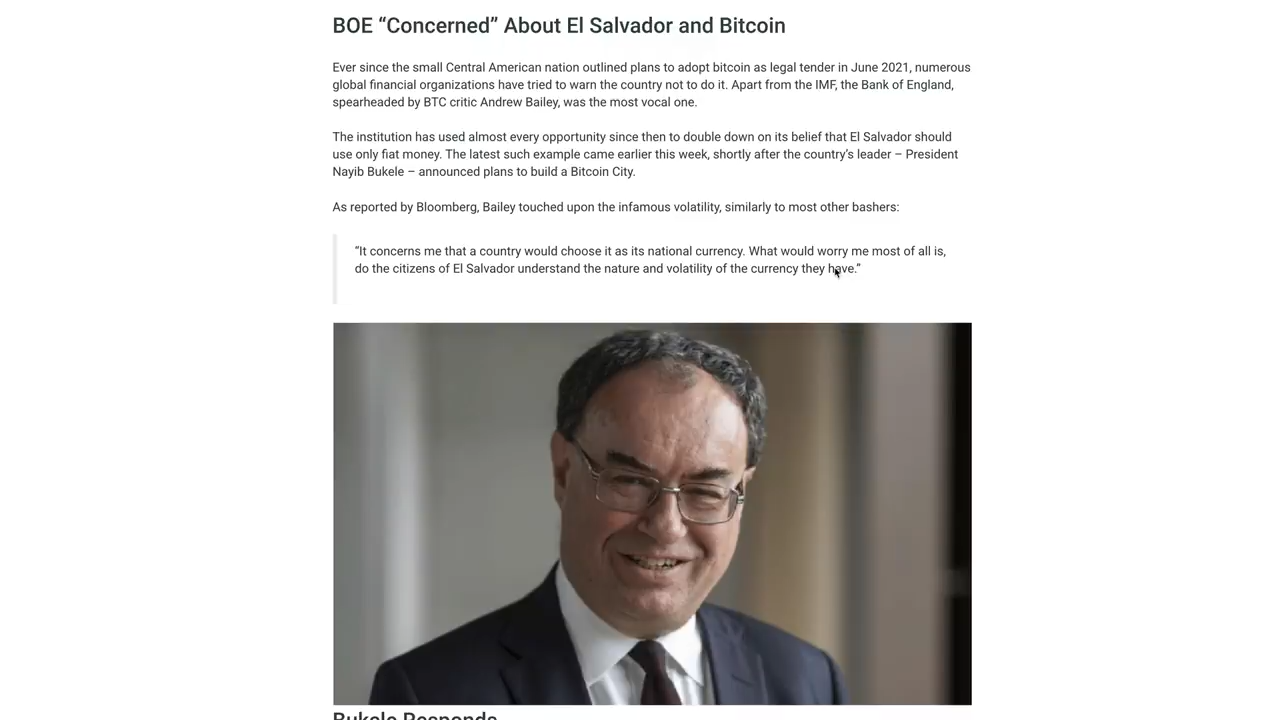 BOE “Concerned” About El Salvador and Bitcoin
Ever since the small Central American nation outlined plans to adopt bitcoin as legal tender in June 2021, numerous
global financial organizations have tried to warn the country not to do it. Apart from the IMF, the Bank of England,
spearheaded by BTC critic Andrew Bailey, was the most vocal one.
The institution has used almost every opportunity since then to double down on its belief that El Salvador should
use only fiat money. The latest such example came earlier this week, shortly after the country’s leader – President
Nayib Bukele – announced plans to build a Bitcoin City.
As reported by Bloomberg, Bailey touched upon the infamous volatility, similarly to most other bashers:
“It concerns me that a country would choose it as its national currency. What would worry me most of all is,
do the citizens of El Salvador understand the nature and volatility of the currency they have.”
Bukele Responds